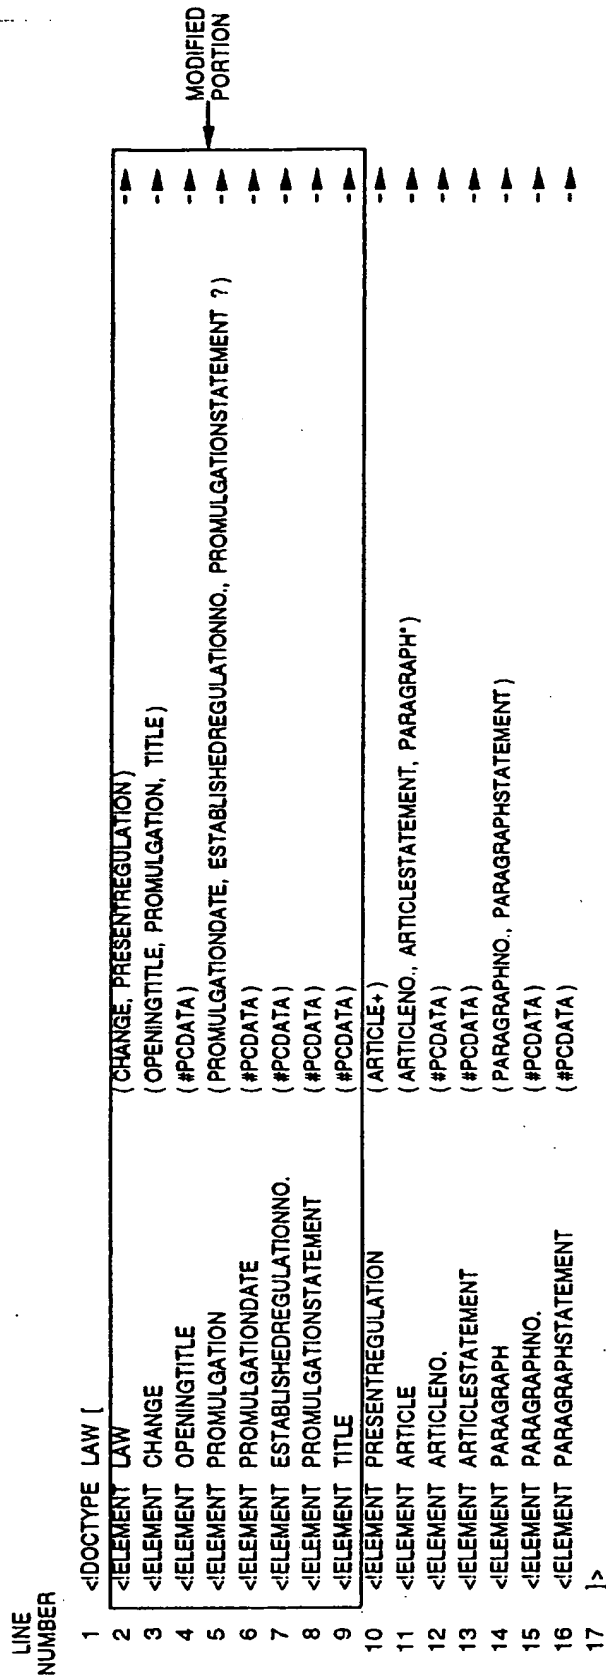 LINE
NUMBER
MODIFIED
PORTION
1 <!DOCTYPE LAW [
2 <!ELEMENT LAW (CHANGE, PRESENTREGULATION) - ->
3 <!ELEMENT CHANGE (OPENINGTITLE, PROMULGATION, TITLE) - ->
4 <!ELEMENT OPENINGTITLE (#PCDATA) - ->
5 <!ELEMENT PROMULGATION (PROMULGATIONDATE, ESTABLISHEDREGULATIONNO., PROMULGATIONSTATEMENT ?) - ->
6 <!ELEMENT PROMULGATIONDATE (#PCDATA) - ->
7 <!ELEMENT ESTABLISHEDREGULATIONNO. (#PCDATA) - ->
8 <!ELEMENT PROMULGATIONSTATEMENT (#PCDATA) - ->
9 <!ELEMENT TITLE (#PCDATA) - ->
10 <!ELEMENT PRESENTREGULATION (ARTICLE+) - ->
11 <!ELEMENT ARTICLE (ARTICLENO., ARTICLESTATEMENT, PARAGRAPH*) - ->
12 <!ELEMENT ARTICLENO. (#PCDATA) - ->
13 <!ELEMENT ARTICLESTATEMENT (#PCDATA) - ->
14 <!ELEMENT PARAGRAPH (PARAGRAPHNO., PARAGRAPHSTATEMENT) - ->
15 <!ELEMENT PARAGRAPHNO. (#PCDATA) - ->
16 <!ELEMENT PARAGRAPHSTATEMENT (#PCDATA) - ->
17 ]>